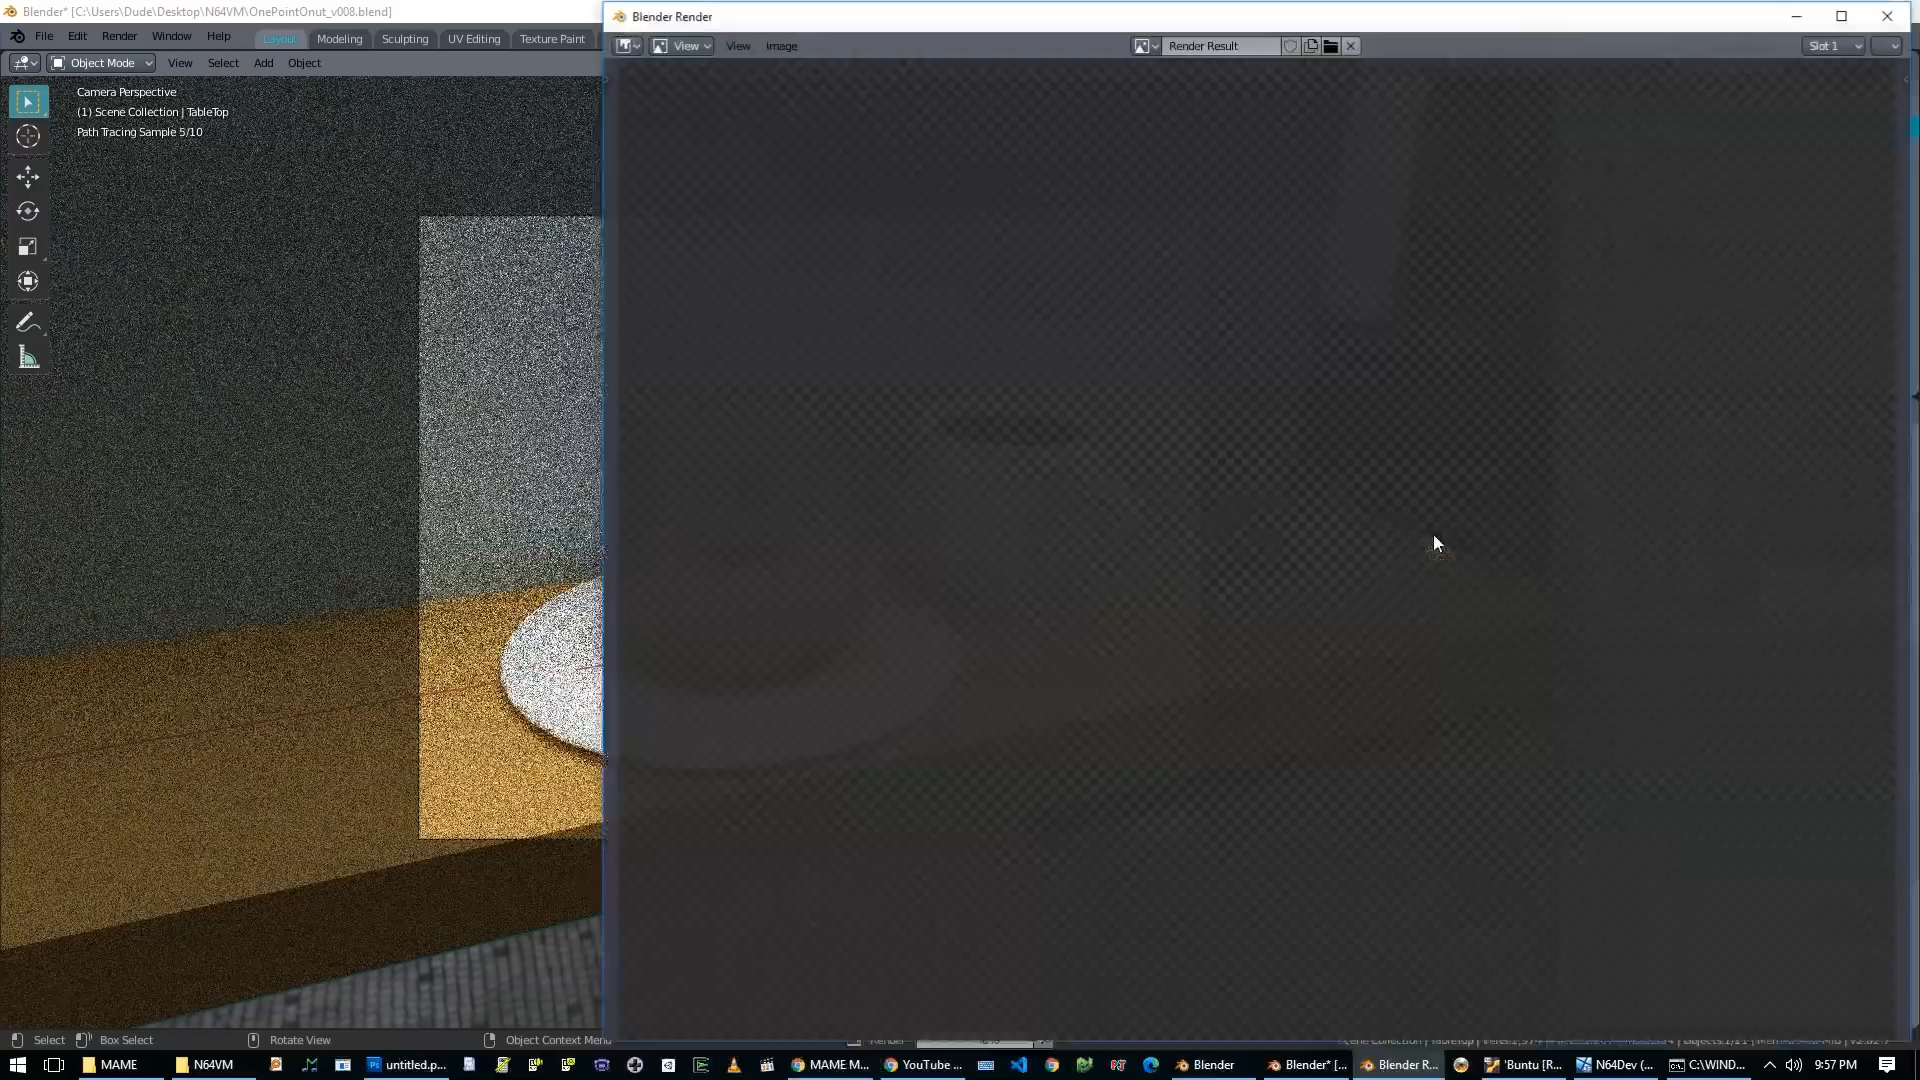 Blender* [C:\Users\Dude\Desktop\N64VM\OnePointOnut_v008.blend]
Blender Render
File Edit Render Window Help Layout Modeling Sculpting UV Editing Texture Paint
View View Image Render Result Slot 1
Object Mode View Select Add Object
Camera Perspective
(1) Scene Collection | TableTop
Path Tracing Sample 5/10
Select Box Select Rotate View Object Context Menu
MAME N64VM untitled.p... MAME M... YouTube ... Blender Blender* [... Blender R... 'Buntu [R... N64Dev (... C:\WIND... 9:57 PM